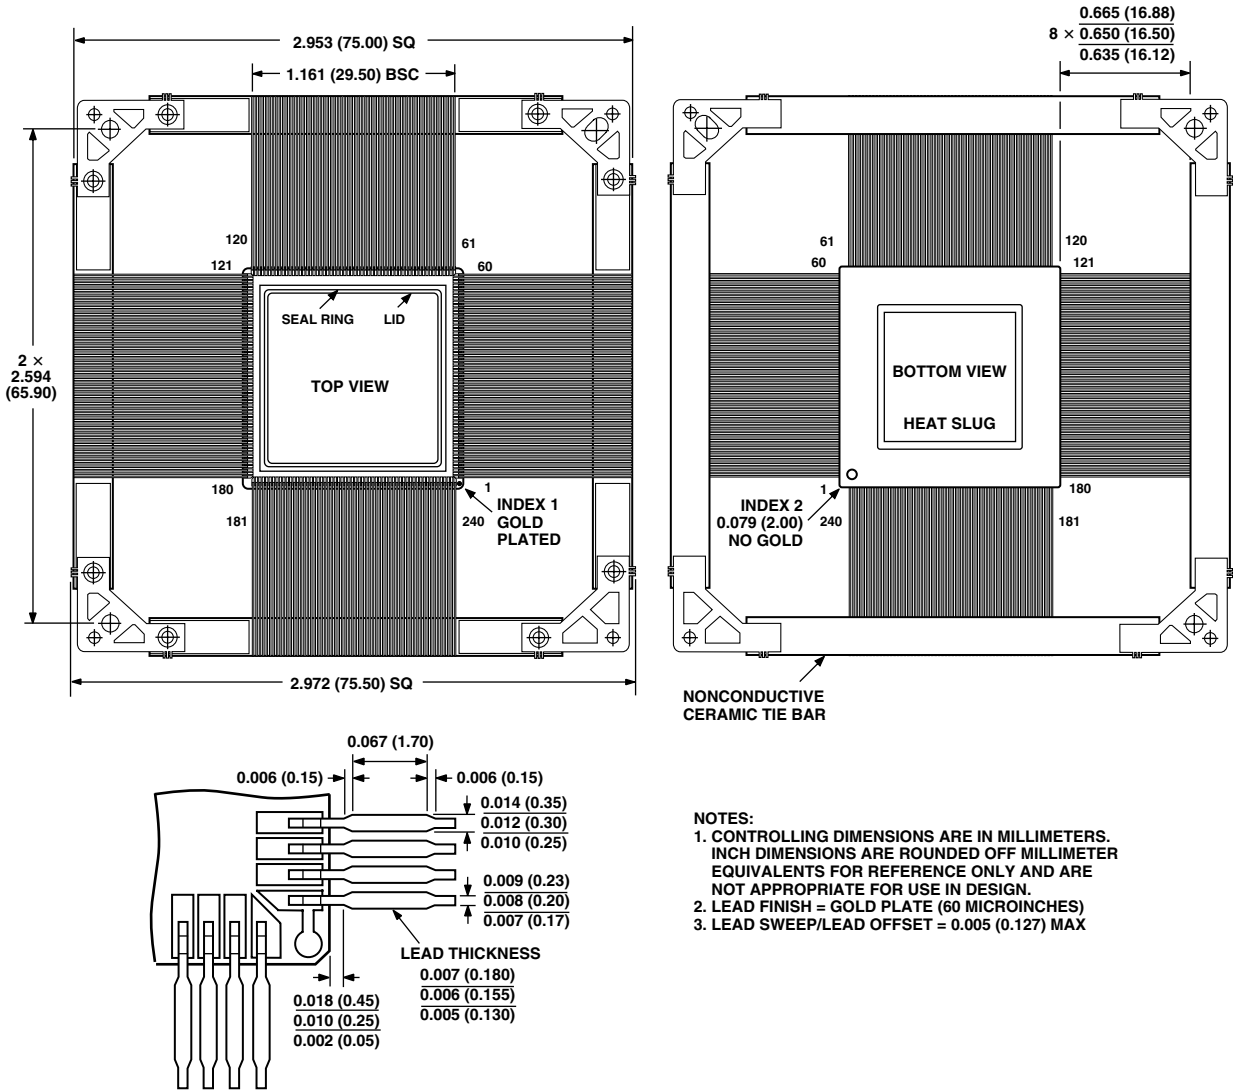 2.953 (75.00) SQ
1.161 (29.50) BSC
0.665 (16.88)
8 × 0.650 (16.50)
0.635 (16.12)
120
61
121
60
SEAL RING
LID
2 ×
2.594
(65.90)
TOP VIEW
180
1
181
240
INDEX 1
GOLD
PLATED
2.972 (75.50) SQ
61
120
60
121
BOTTOM VIEW
HEAT SLUG
1
180
240
181
INDEX 2
0.079 (2.00)
NO GOLD
NONCONDUCTIVE
CERAMIC TIE BAR
0.067 (1.70)
0.006 (0.15)
0.006 (0.15)
0.014 (0.35)
0.012 (0.30)
0.010 (0.25)
0.009 (0.23)
0.008 (0.20)
0.007 (0.17)
LEAD THICKNESS
0.007 (0.180)
0.006 (0.155)
0.005 (0.130)
0.018 (0.45)
0.010 (0.25)
0.002 (0.05)
NOTES:
1. CONTROLLING DIMENSIONS ARE IN MILLIMETERS.
INCH DIMENSIONS ARE ROUNDED OFF MILLIMETER
EQUIVALENTS FOR REFERENCE ONLY AND ARE
NOT APPROPRIATE FOR USE IN DESIGN.
2. LEAD FINISH = GOLD PLATE (60 MICROINCHES)
3. LEAD SWEEP/LEAD OFFSET = 0.005 (0.127) MAX